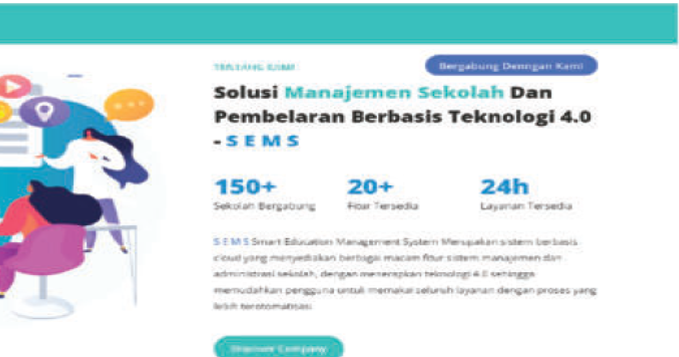 TENTANG KAMI
Bergabung Denngan Kami
Solusi Manajemen Sekolah Dan
Pembelaran Berbasis Teknologi 4.0
- S E M S
150+
Sekolah Bergabung
20+
Fitur Tersedia
24h
Layanan Tersedia
S E M S Smart Education Management System Merupakan sistem berbasis
cloud yang menyediakan berbagai macam fitur sistem manajemen dan
administrasi sekolah, dengan menerapkan teknologi 4.0 sehingga
memudahkan pengguna untuk memakai seluruh layanan dengan proses yang
lebih terotomatisasi
Discover Company